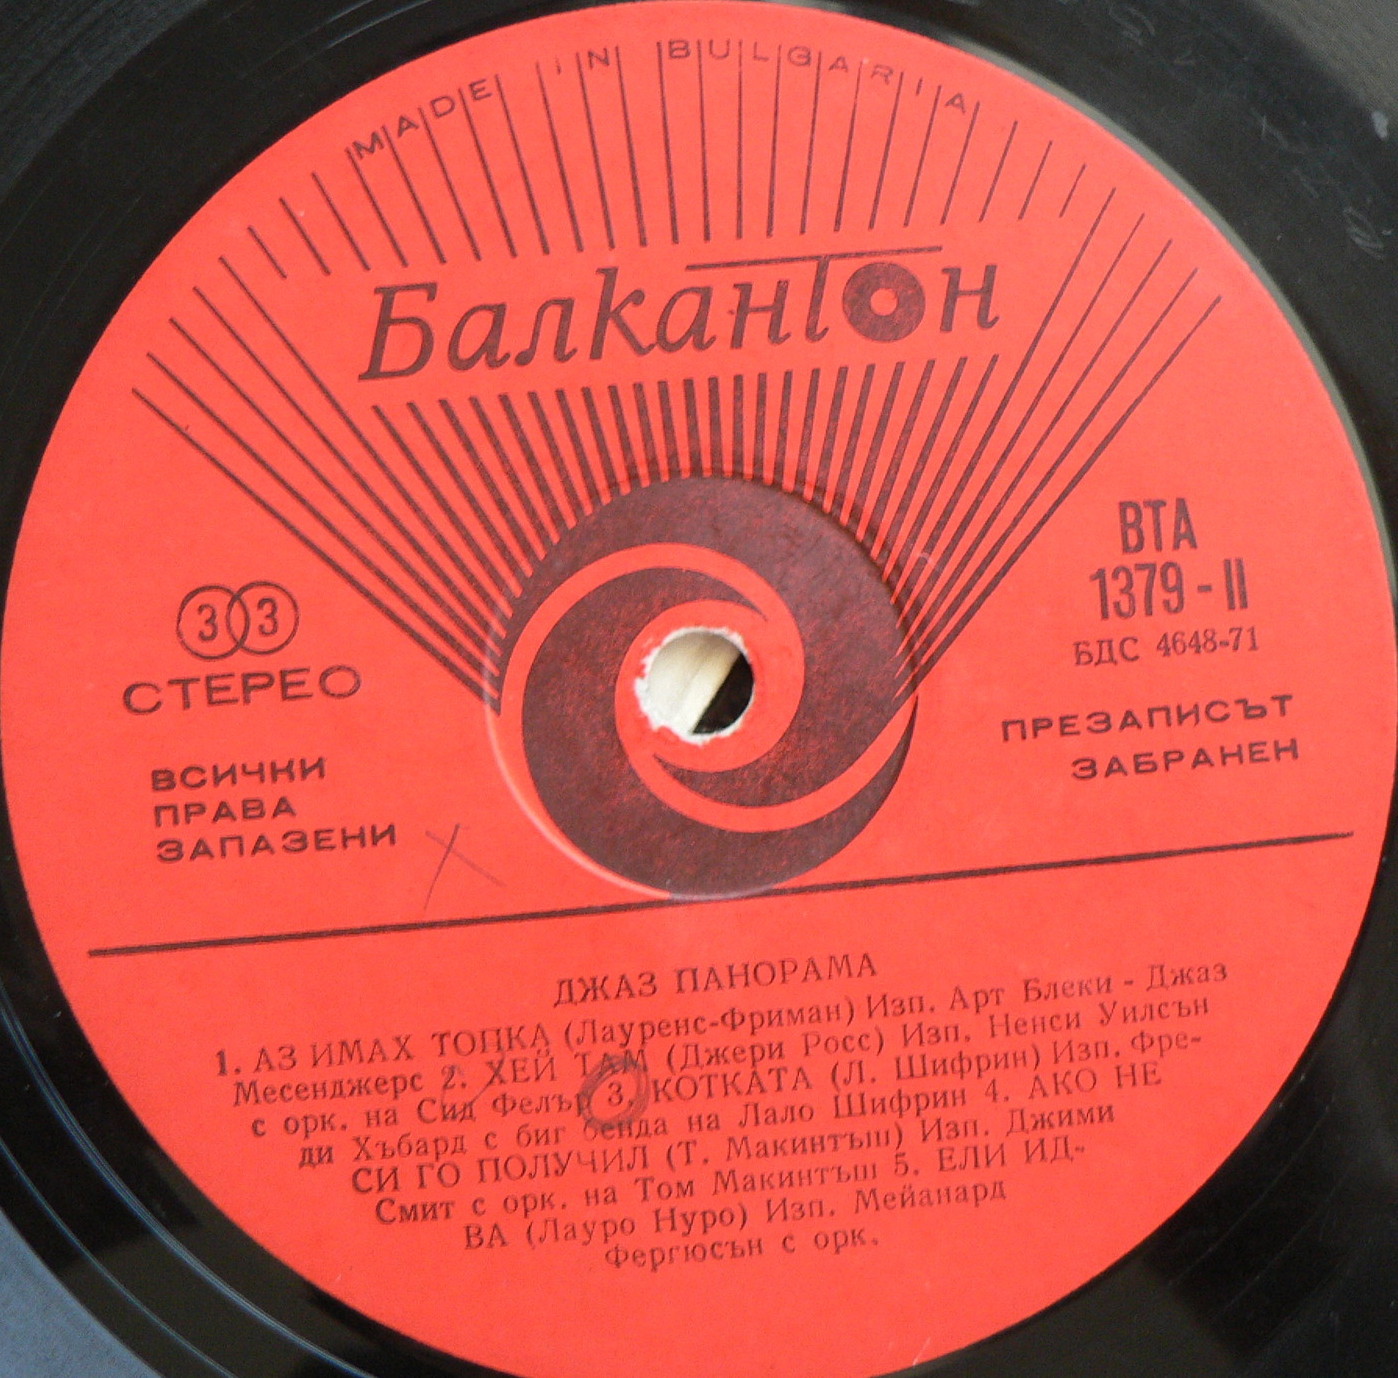 MADE IN BULGARIA
Балкантон
33
СТЕРЕО
ВСИЧКИ
ПРАВА
ЗАПАЗЕНИ
ВТА
1379 - II
БДС 4648-71
ПРЕЗАПИСЪТ
ЗАБРАНЕН
ДЖАЗ ПАНОРАМА
1. АЗ ИМАХ ТОПКА (Лауренс-Фриман) Изп. Арт Блеки - Джаз
Месенджерс 2. ХЕЙ ТАМ (Джери Росс) Изп. Ненси Уилсън
с орк. на Сид Фелър 3. КОТКАТА (Л. Шифрин) Изп. Фре-
ди Хъбард с биг бенда на Лало Шифрин 4. АКО НЕ
СИ ГО ПОЛУЧИЛ (Т. Макинтъш) Изп. Джими
Смит с орк. на Том Макинтъш 5. ЕЛИ ИД-
ВА (Лауро Нуро) Изп. Мейанард
Фергюсън с орк.